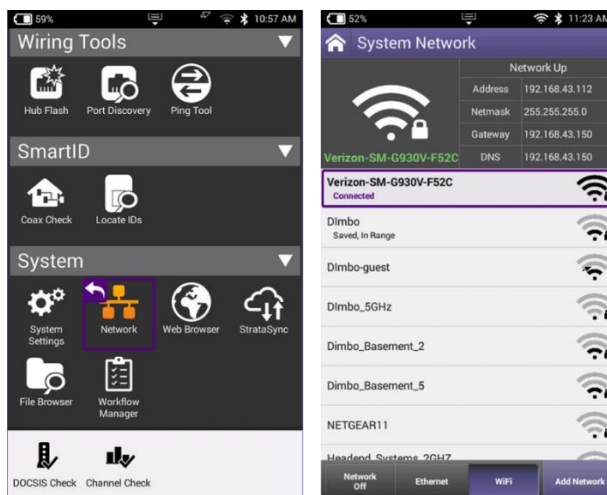 59%
10:57 AM
Wiring Tools
Hub Flash
Port Discovery
Ping Tool
SmartID
Coax Check
Locate IDs
System
System
Settings
Network
Web Browser
StrataSync
File Browser
Workflow
Manager
DOCSIS Check
Channel Check
52%
11:23 AM
System Network
Network Up
Address 192.168.43.112
Netmask 255.255.255.0
Gateway 192.168.43.150
Verizon-SM-G930V-F52C
DNS 192.168.43.150
Verizon-SM-G930V-F52C
Connected
DImbo
Saved, In Range
DImbo-guest
DImbo_5GHz
Dimbo_Basement_2
Dimbo_Basement_5
NETGEAR11
Headend_Systems_2GHZ
Network
Off
Ethernet
WiFi
Add Network